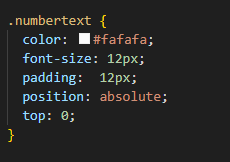 .numbertext {
  color: #fafafa;
  font-size: 12px;
  padding:  12px;
  position: absolute;
  top: 0;
}